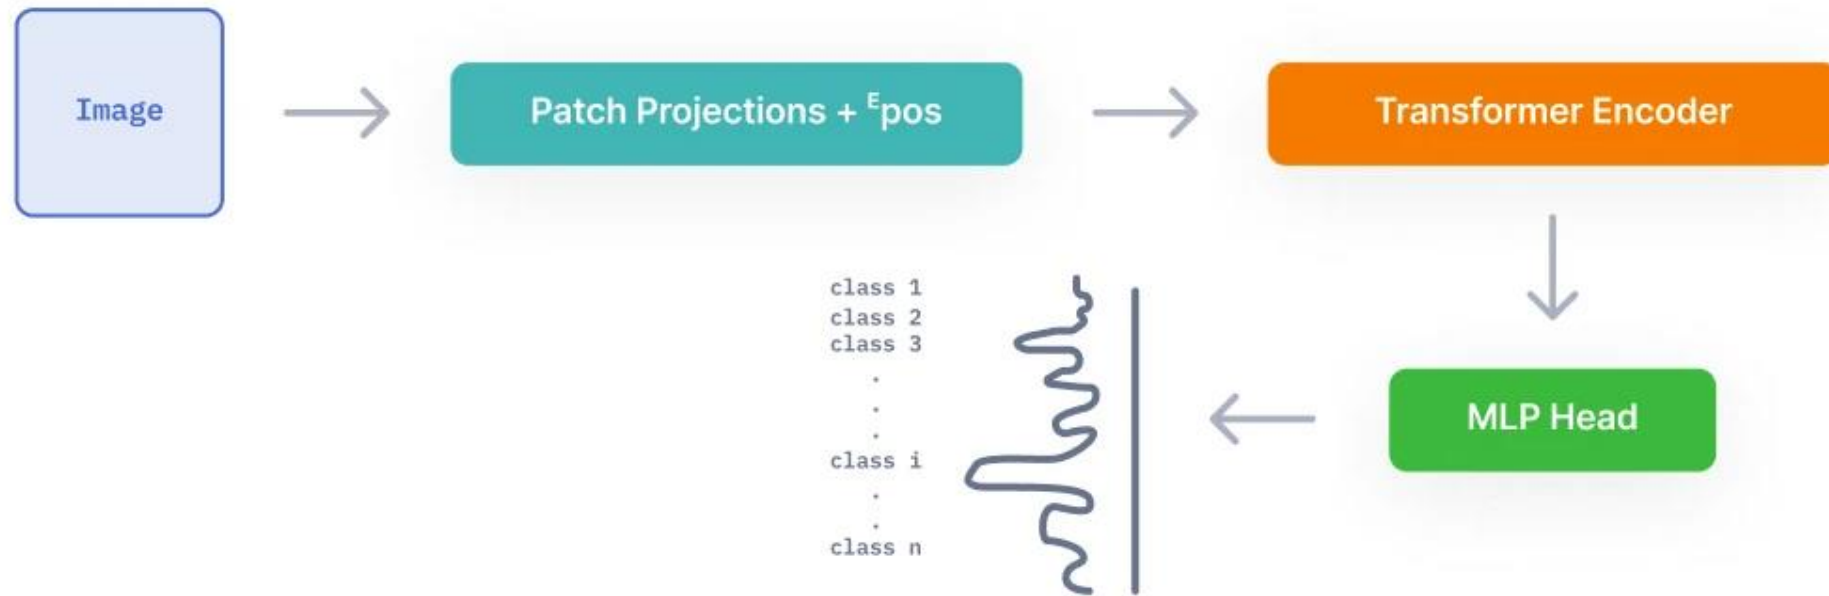 Image
Patch Projections + Epos
Transformer Encoder
class 1
class 2
class 3
.
.
.
class i
.
.
class n
MLP Head